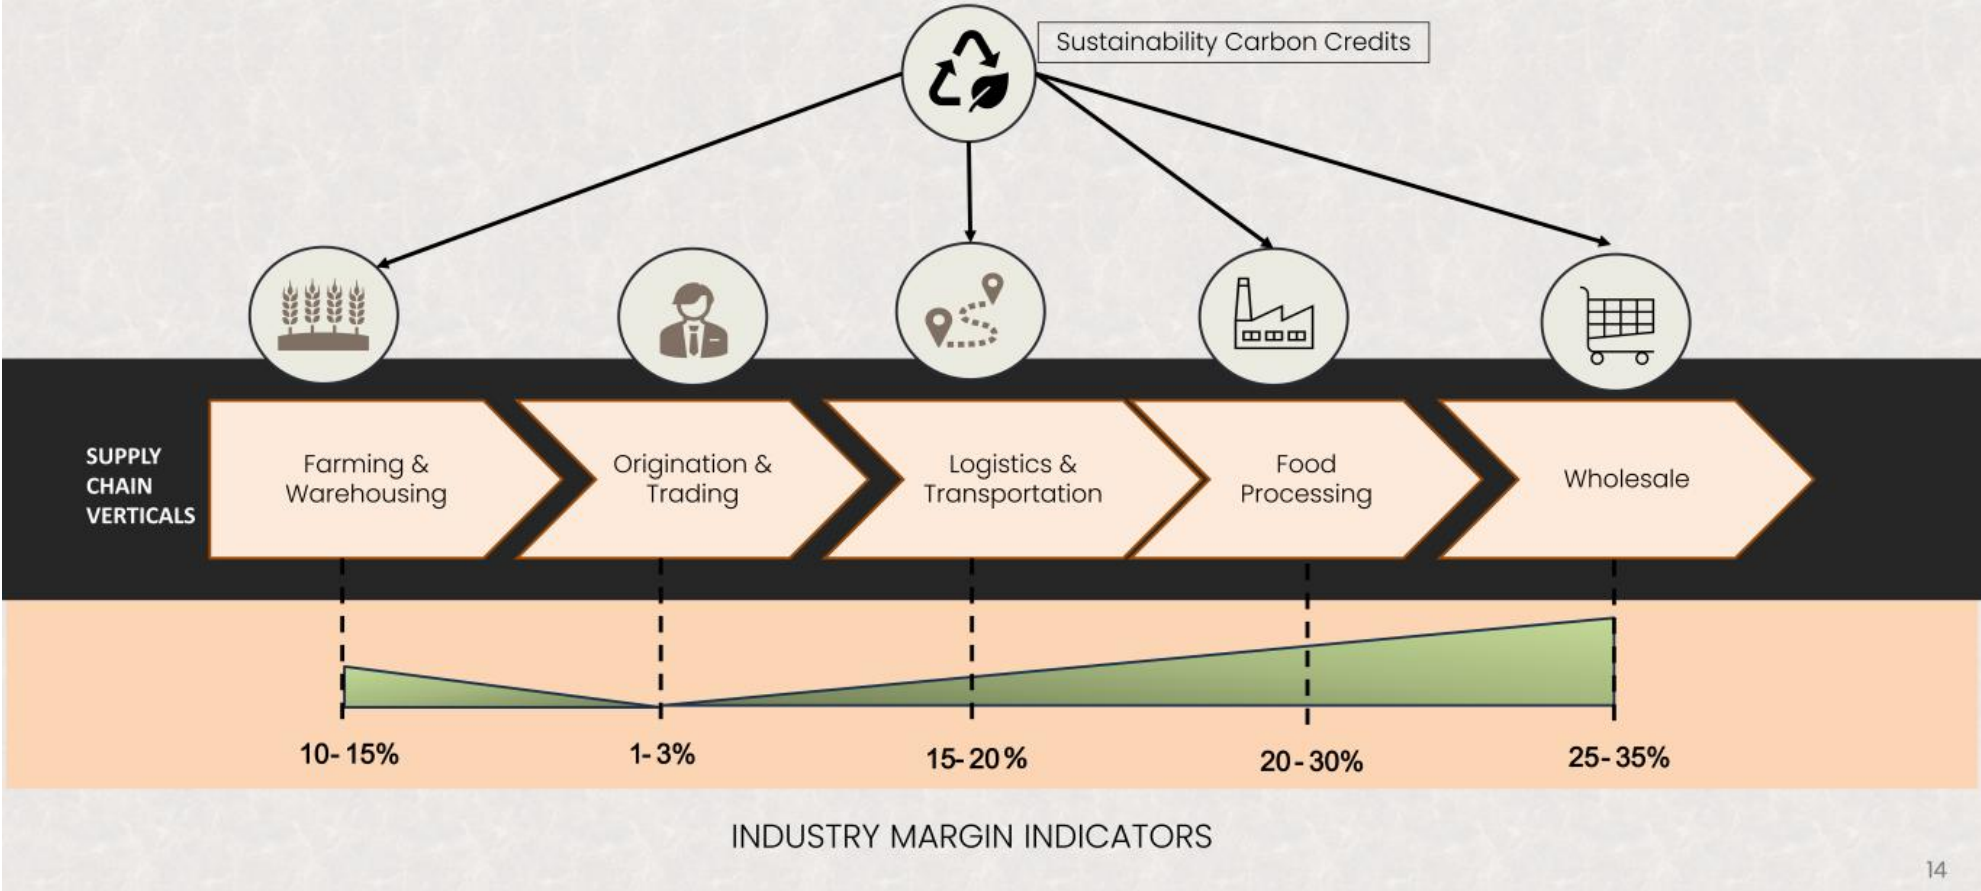 Sustainability Carbon Credits
SUPPLY
CHAIN
VERTICALS
Farming &
Warehousing
Origination &
Trading
Logistics &
Transportation
Food
Processing
Wholesale
10-15%
1-3%
15-20%
20-30%
25-35%
INDUSTRY MARGIN INDICATORS
14